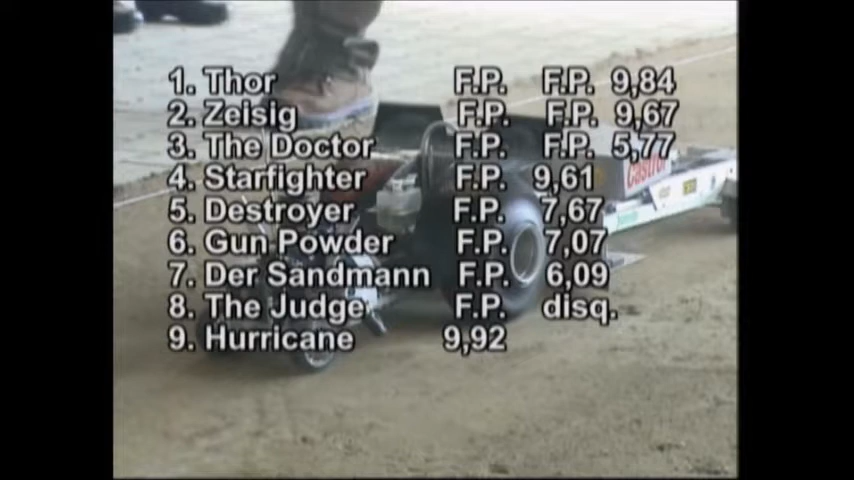 1. Thor F.P. F.P. 9,84
2. Zeisig F.P. F.P. 9,67
3. The Doctor F.P. F.P. 5,77
4. Starfighter F.P. 9,61
5. Destroyer F.P. 7,67
6. Gun Powder F.P. 7,07
7. Der Sandmann F.P. 6,09
8. The Judge F.P. disq.
9. Hurricane 9,92
Castrol